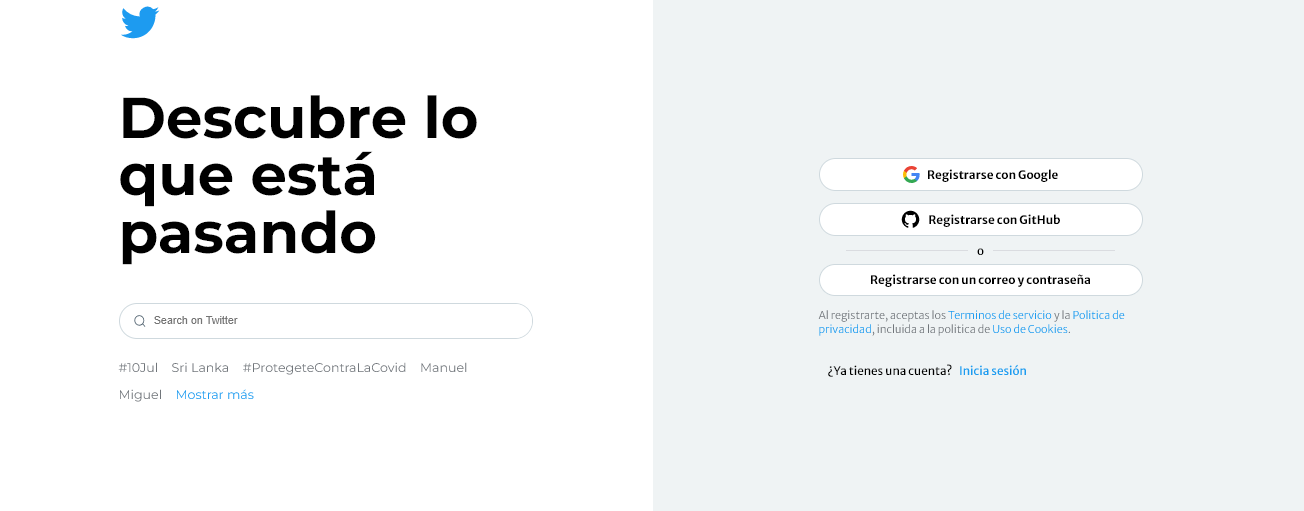 Descubre lo
que está
pasando
Search on Twitter
#10Jul Sri Lanka #ProtegeteContraLaCovid Manuel
Miguel Mostrar más
Registrarse con Google
Registrarse con GitHub
o
Registrarse con un correo y contraseña
Al registrarte, aceptas los Terminos de servicio y la Politica de
privacidad, incluida a la politica de Uso de Cookies.
¿Ya tienes una cuenta? Inicia sesión